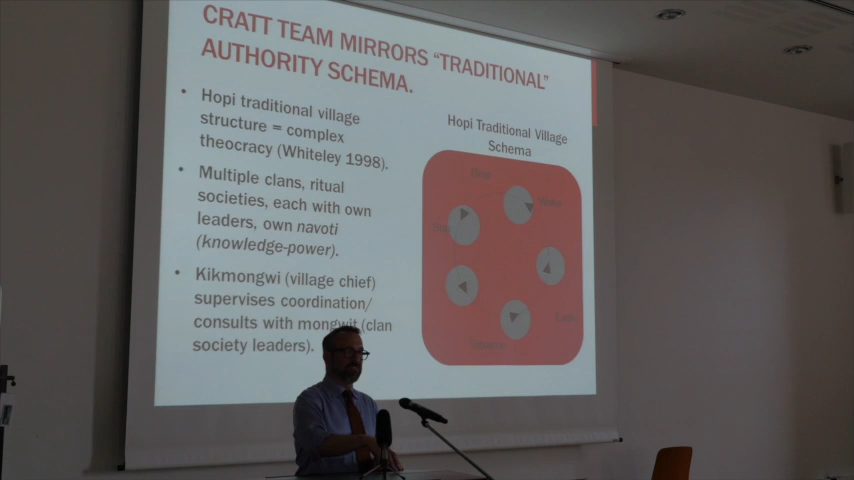 CRATT TEAM MIRRORS “TRADITIONAL”
AUTHORITY SCHEMA.
• Hopi traditional village
structure = complex
theocracy (Whiteley 1998).
• Multiple clans, ritual
societies, each with own
leaders, own navoti
(knowledge-power).
• Kikmongwi (village chief)
supervises coordination/
consults with mongwit (clan
society leaders).
Hopi Traditional Village
Schema